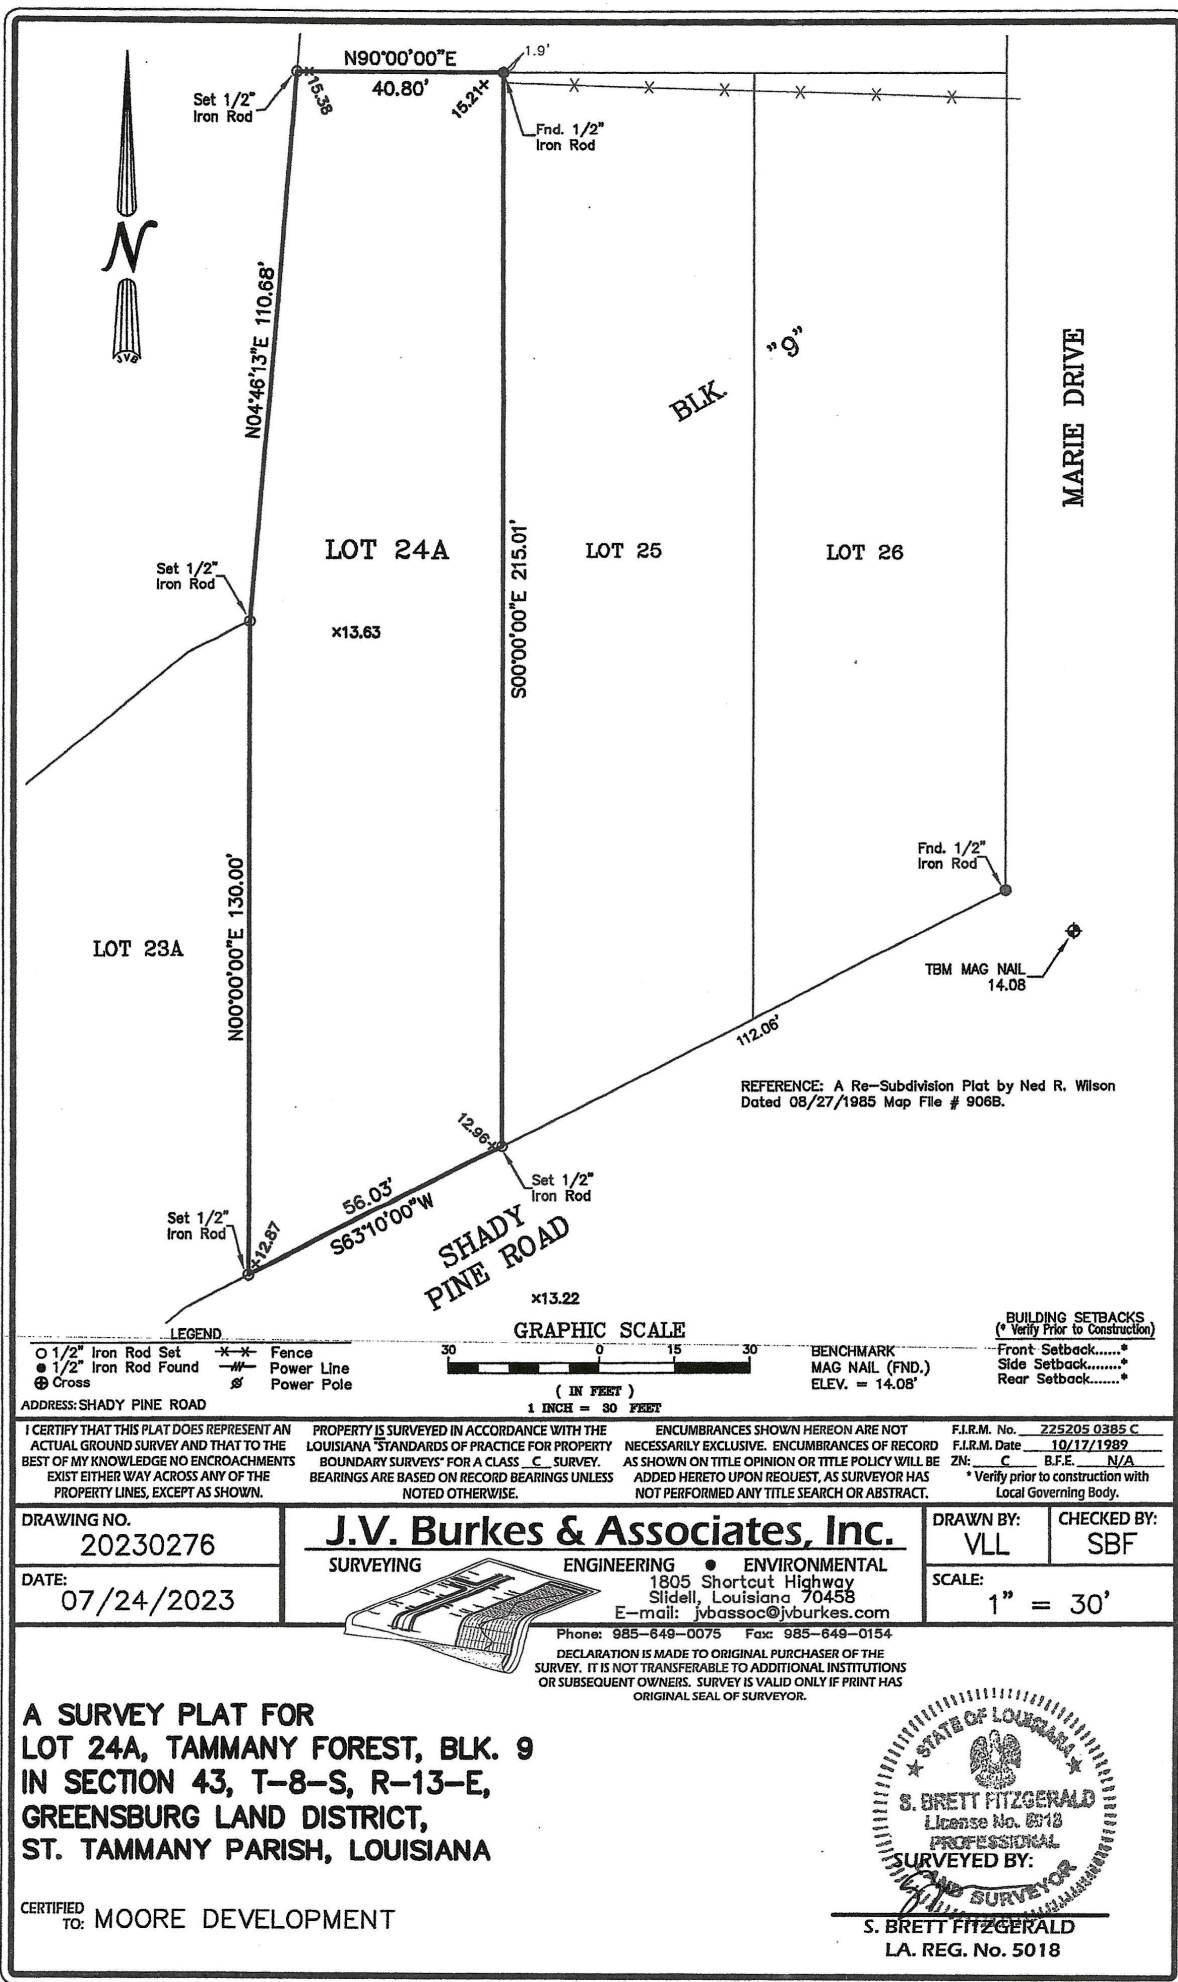 N90°00'00"E
1.9'
40.80'
15.38
15.21
Set 1/2"
Iron Rod
Fnd. 1/2"
Iron Rod
N
JVB
N04°46'13"E 110.68'
BLK. "9"
MARIE DRIVE
LOT 24A
LOT 25
LOT 26
Set 1/2"
Iron Rod
×13.63
S00°00'00"E 215.01'
Fnd. 1/2"
Iron Rod
N00°00'00"E 130.00'
LOT 23A
TBM MAG NAIL
14.08
112.06'
REFERENCE: A Re-Subdivision Plat by Ned R. Wilson
Dated 08/27/1985 Map File # 906B.
12.96
Set 1/2"
Iron Rod
56.03'
S63°10'00"W
Set 1/2"
Iron Rod
12.87
SHADY
PINE ROAD
×13.22
LEGEND
1/2" Iron Rod Set
Fence
1/2" Iron Rod Found
Power Line
Cross
Power Pole
ADDRESS: SHADY PINE ROAD
GRAPHIC SCALE
30 0 15 30
( IN FEET )
1 INCH = 30 FEET
BENCHMARK
MAG NAIL (FND.)
ELEV. = 14.08'
BUILDING SETBACKS
(* Verify Prior to Construction)
Front Setback......*
Side Setback........*
Rear Setback.......*
I CERTIFY THAT THIS PLAT DOES REPRESENT AN
ACTUAL GROUND SURVEY AND THAT TO THE
BEST OF MY KNOWLEDGE NO ENCROACHMENTS
EXIST EITHER WAY ACROSS ANY OF THE
PROPERTY LINES, EXCEPT AS SHOWN.
PROPERTY IS SURVEYED IN ACCORDANCE WITH THE
LOUISIANA "STANDARDS OF PRACTICE FOR PROPERTY
BOUNDARY SURVEYS" FOR A CLASS C SURVEY.
BEARINGS ARE BASED ON RECORD BEARINGS UNLESS
NOTED OTHERWISE.
ENCUMBRANCES SHOWN HEREON ARE NOT
NECESSARILY EXCLUSIVE. ENCUMBRANCES OF RECORD
AS SHOWN ON TITLE OPINION OR TITLE POLICY WILL BE
ADDED HERETO UPON REQUEST, AS SURVEYOR HAS
NOT PERFORMED ANY TITLE SEARCH OR ABSTRACT.
F.I.R.M. No. 225205 0385 C
F.I.R.M. Date 10/17/1989
ZN: C B.F.E. N/A
* Verify prior to construction with
Local Governing Body.
DRAWING NO.
20230276
DATE:
07/24/2023
J.V. Burkes & Associates, Inc.
SURVEYING ENGINEERING ● ENVIRONMENTAL
1805 Shortcut Highway
Slidell, Louisiana 70458
E-mail: jvbassoc@jvburkes.com
Phone: 985-649-0075 Fax: 985-649-0154
DRAWN BY:
VLL
CHECKED BY:
SBF
SCALE:
1" = 30'
DECLARATION IS MADE TO ORIGINAL PURCHASER OF THE
SURVEY. IT IS NOT TRANSFERABLE TO ADDITIONAL INSTITUTIONS
OR SUBSEQUENT OWNERS. SURVEY IS VALID ONLY IF PRINT HAS
ORIGINAL SEAL OF SURVEYOR.
A SURVEY PLAT FOR
LOT 24A, TAMMANY FOREST, BLK. 9
IN SECTION 43, T-8-S, R-13-E,
GREENSBURG LAND DISTRICT,
ST. TAMMANY PARISH, LOUISIANA
CERTIFIED
TO: MOORE DEVELOPMENT
STATE OF LOUISIANA
S. BRETT FITZGERALD
License No. 5018
PROFESSIONAL
LAND SURVEYOR
SURVEYED BY:
S. BRETT FITZGERALD
LA. REG. No. 5018